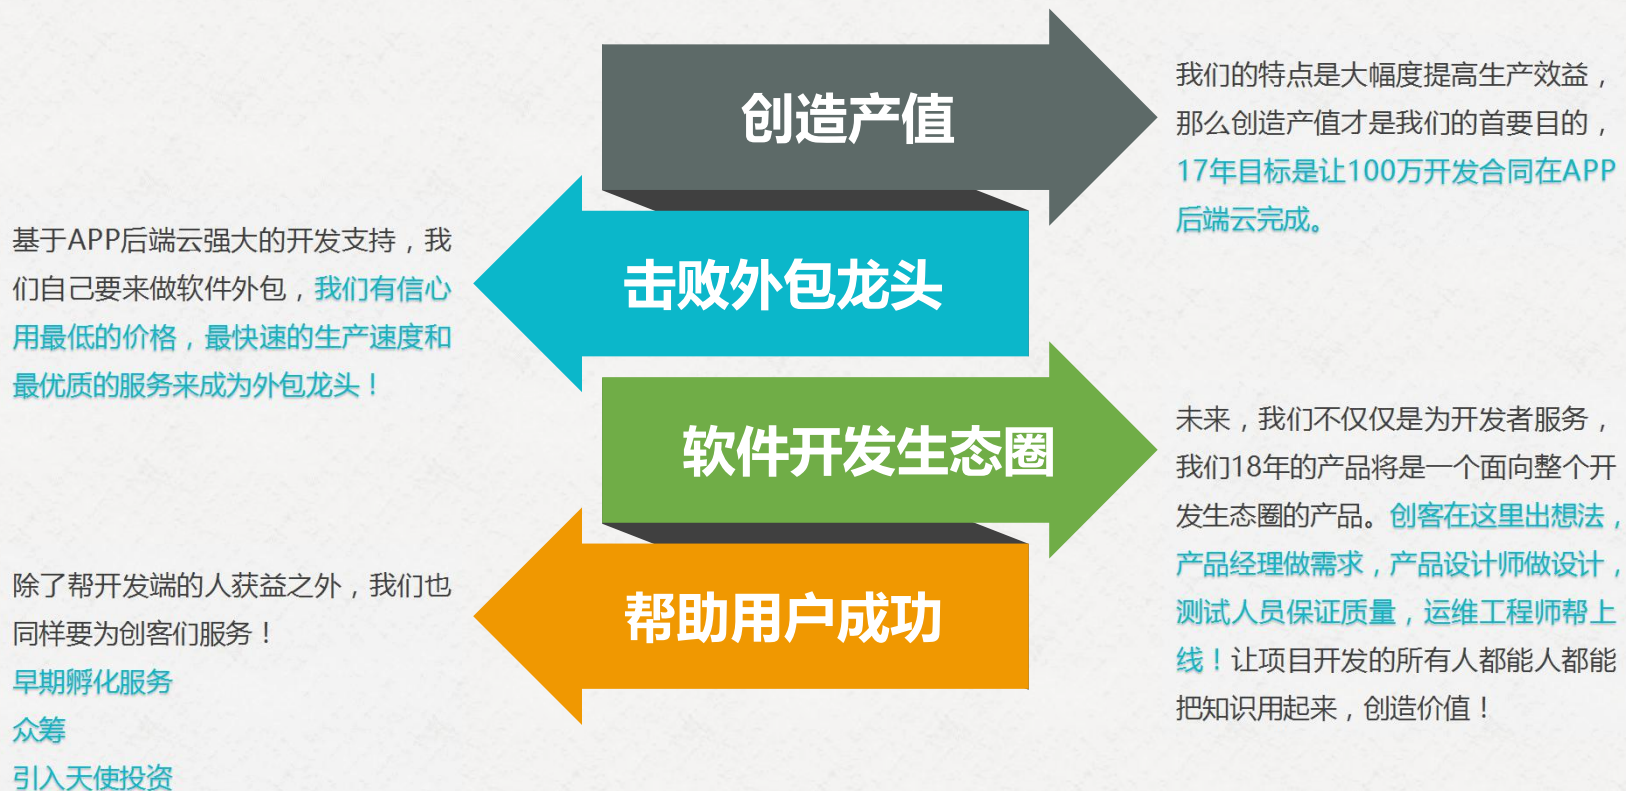 创造产值
我们的特点是大幅度提高生产效益，
那么创造产值才是我们的首要目的，
17年目标是让100万开发合同在APP
后端云完成。
击败外包龙头
基于APP后端云强大的开发支持，我
们自己要来做软件外包，我们有信心
用最低的价格，最快速的生产速度和
最优质的服务来成为外包龙头！
软件开发生态圈
未来，我们不仅仅是为开发者服务，
我们18年的产品将是一个面向整个开
发生态圈的产品。创客在这里出想法，
产品经理做需求，产品设计师做设计，
测试人员保证质量，运维工程师帮上
线！让项目开发的所有人都能人都能
把知识用起来，创造价值！
帮助用户成功
除了帮开发端的人获益之外，我们也
同样要为创客们服务！
早期孵化服务
众筹
引入天使投资